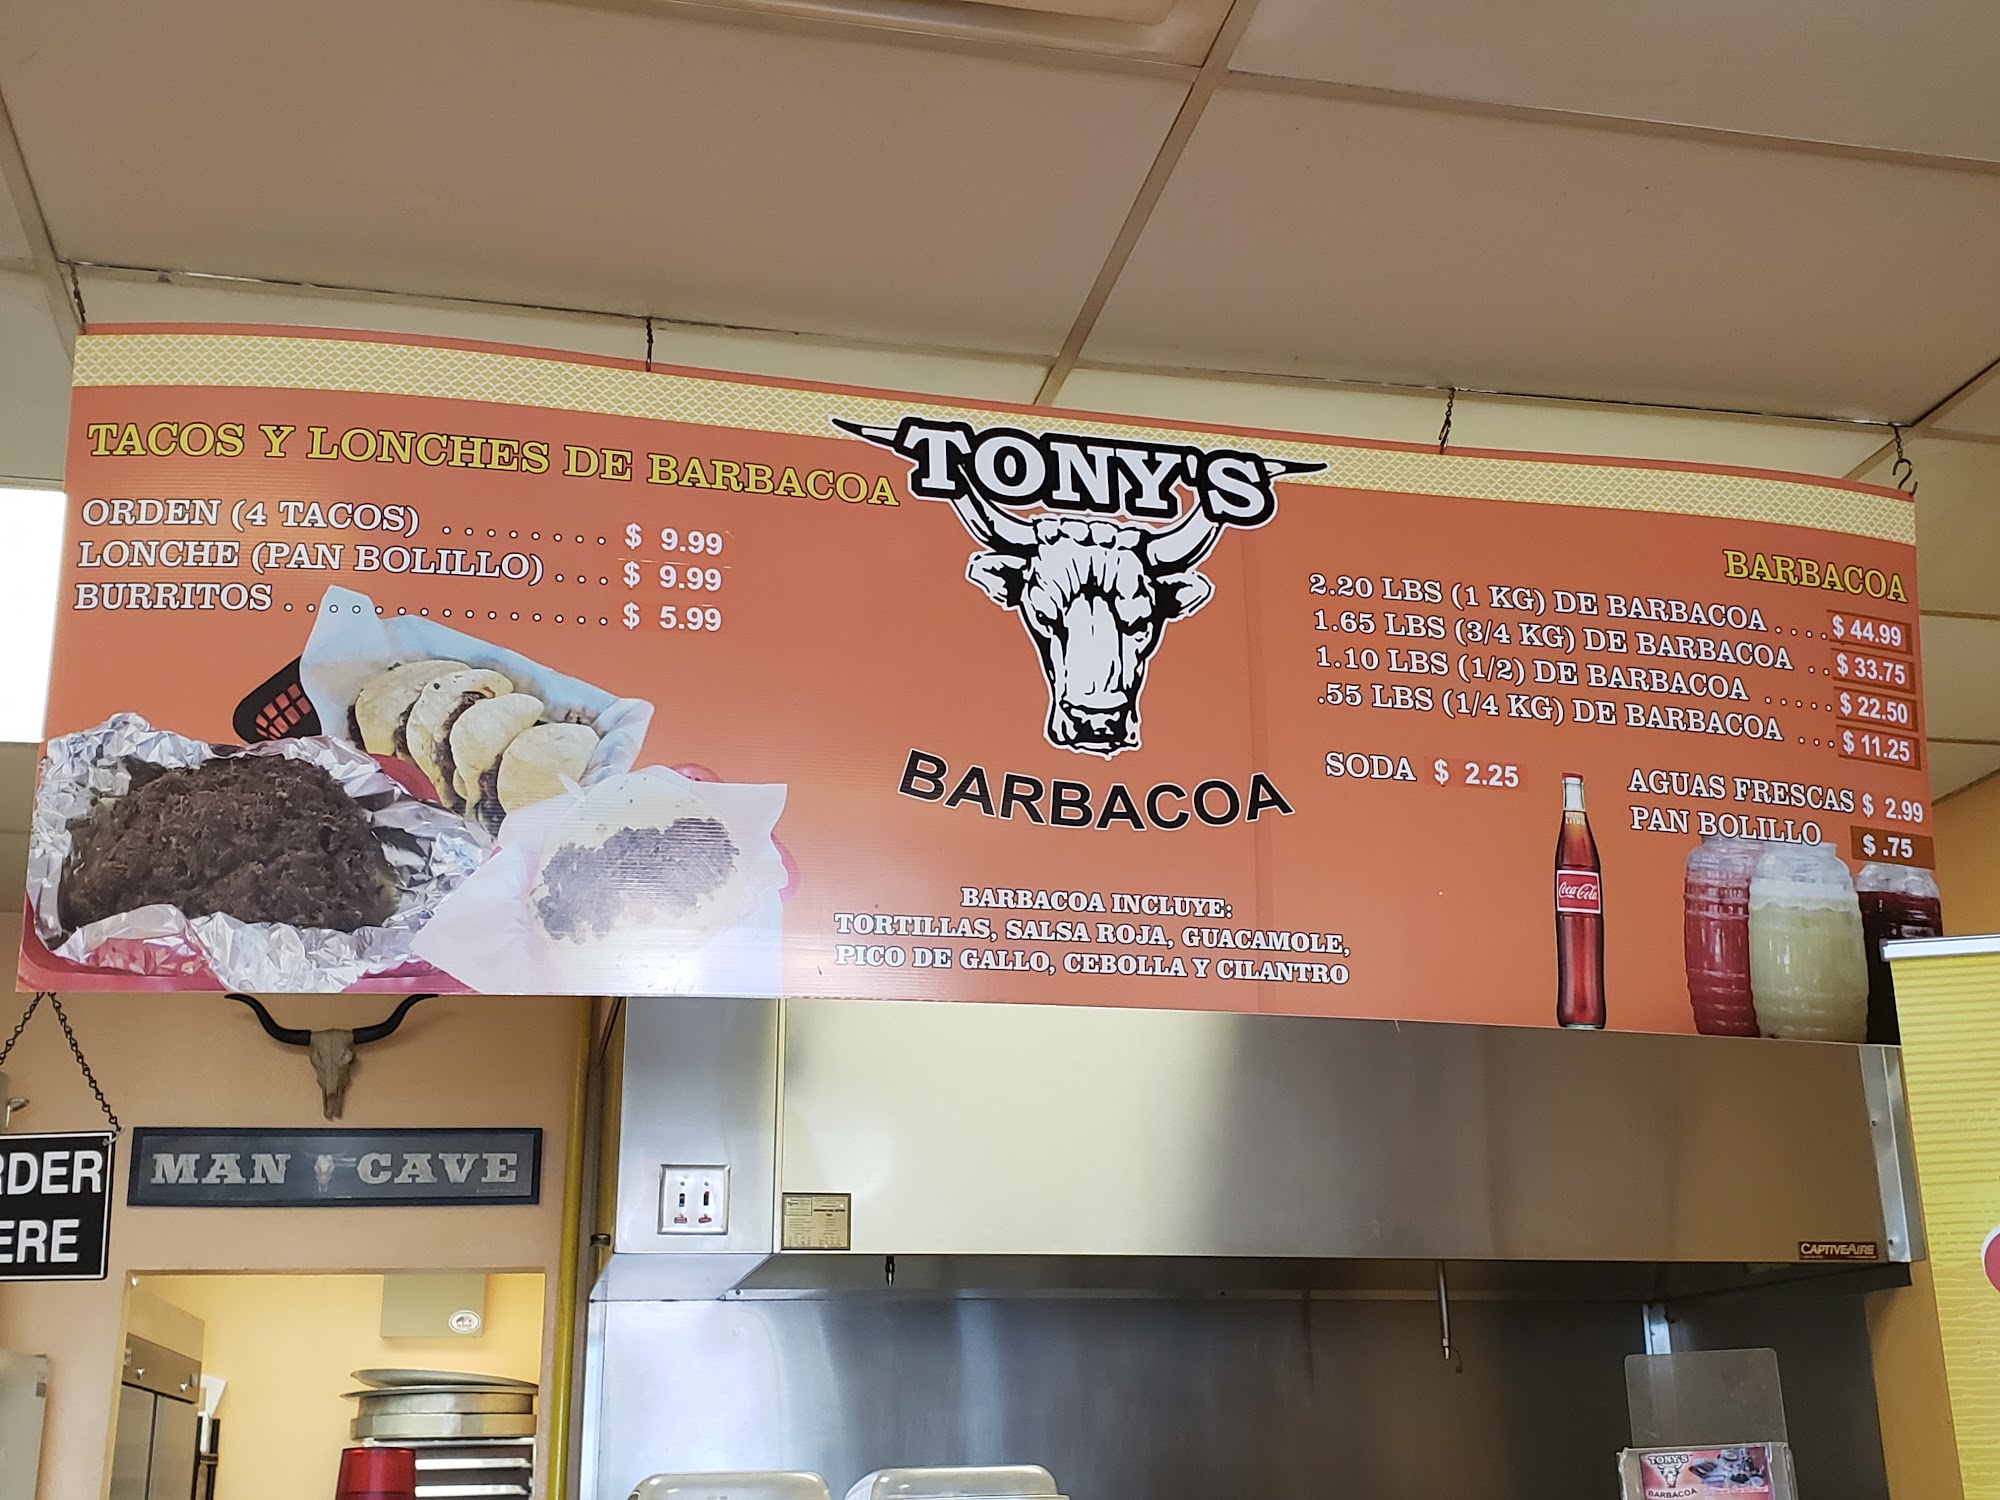 TACOS Y LONCHES DE BARBACOA
ORDEN (4 TACOS) ........ $ 9.99
LONCHE (PAN BOLILLO) ... $ 9.99
BURRITOS ............... $ 5.99
TONY'S
BARBACOA
BARBACOA INCLUYE:
TORTILLAS, SALSA ROJA, GUACAMOLE,
PICO DE GALLO, CEBOLLA Y CILANTRO
BARBACOA
2.20 LBS (1 KG) DE BARBACOA .... $ 44.99
1.65 LBS (3/4 KG) DE BARBACOA .. $ 33.75
1.10 LBS (1/2) DE BARBACOA ..... $ 22.50
.55 LBS (1/4 KG) DE BARBACOA ... $ 11.25
SODA $ 2.25
AGUAS FRESCAS $ 2.99
PAN BOLILLO $ .75
Coca-Cola
RDER
ERE
MAN CAVE
CAPTIVEAIRE
TONY'S
BARBACOA